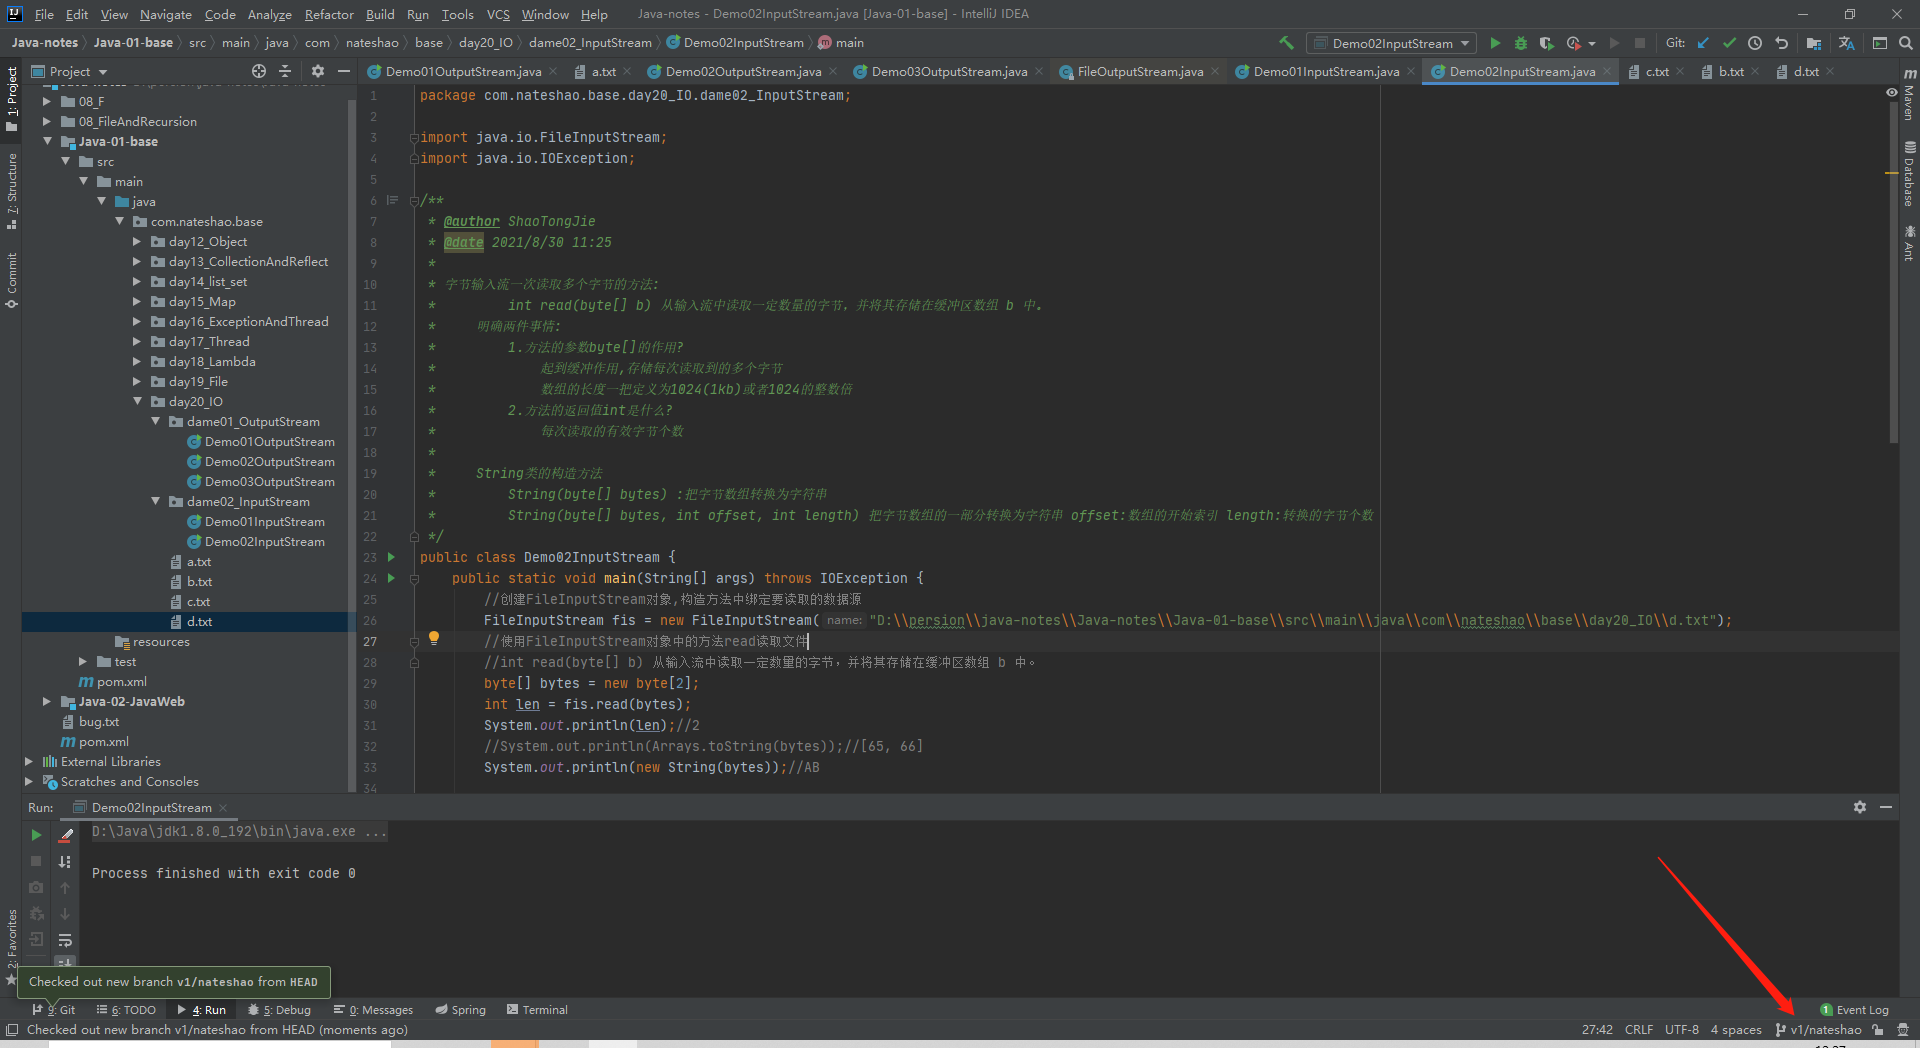 File Edit View Navigate Code Analyze Refactor Build Run Tools VCS Window Help Java-notes - Demo02InputStream.java [Java-01-base] - IntelliJ IDEA
Java-notes Java-01-base src main java com nateshao base day20_IO dame02_InputStream Demo02InputStream main Demo02InputStream Git:
Project Demo01OutputStream.java a.txt Demo02OutputStream.java Demo03OutputStream.java FileOutputStream.java Demo01InputStream.java Demo02InputStream.java c.txt b.txt d.txt
1: Project
7: Structure
Commit
2: Favorites
Maven
Database
Ant
08_F
08_FileAndRecursion
Java-01-base
src
main
java
com.nateshao.base
day12_Object
day13_CollectionAndReflect
day14_list_set
day15_Map
day16_ExceptionAndThread
day17_Thread
day18_Lambda
day19_File
day20_IO
dame01_OutputStream
Demo01OutputStream
Demo02OutputStream
Demo03OutputStream
dame02_InputStream
Demo01InputStream
Demo02InputStream
a.txt
b.txt
c.txt
d.txt
resources
test
pom.xml
Java-02-JavaWeb
bug.txt
pom.xml
External Libraries
Scratches and Consoles
1 package com.nateshao.base.day20_IO.dame02_InputStream;
2
3 import java.io.FileInputStream;
4 import java.io.IOException;
5
6 /**
7 * @author ShaoTongJie
8 * @date 2021/8/30 11:25
9 *
10 * 字节输入流一次读取多个字节的方法:
11 * int read(byte[] b) 从输入流中读取一定数量的字节，并将其存储在缓冲区数组 b 中。
12 * 明确两件事情:
13 * 1.方法的参数byte[]的作用?
14 * 起到缓冲作用,存储每次读取到的多个字节
15 * 数组的长度一把定义为1024(1kb)或者1024的整数倍
16 * 2.方法的返回值int是什么?
17 * 每次读取的有效字节个数
18 *
19 * String类的构造方法
20 * String(byte[] bytes) :把字节数组转换为字符串
21 * String(byte[] bytes, int offset, int length) 把字节数组的一部分转换为字符串 offset:数组的开始索引 length:转换的字节个数
22 */
23 public class Demo02InputStream {
24 public static void main(String[] args) throws IOException {
25 //创建FileInputStream对象,构造方法中绑定要读取的数据源
26 FileInputStream fis = new FileInputStream( name: "D:\\persion\\java-notes\\Java-notes\\Java-01-base\\src\\main\\java\\com\\nateshao\\base\\day20_IO\\d.txt");
27 //使用FileInputStream对象中的方法read读取文件
28 //int read(byte[] b) 从输入流中读取一定数量的字节，并将其存储在缓冲区数组 b 中。
29 byte[] bytes = new byte[2];
30 int len = fis.read(bytes);
31 System.out.println(len);//2
32 //System.out.println(Arrays.toString(bytes));//[65, 66]
33 System.out.println(new String(bytes));//AB
34
Run: Demo02InputStream
D:\Java\jdk1.8.0_192\bin\java.exe ...
Process finished with exit code 0
Checked out new branch v1/nateshao from HEAD
9: Git 6: TODO 4: Run 5: Debug 0: Messages Spring Terminal 1 Event Log
Checked out new branch v1/nateshao from HEAD (moments ago) 27:42 CRLF UTF-8 4 spaces v1/nateshao